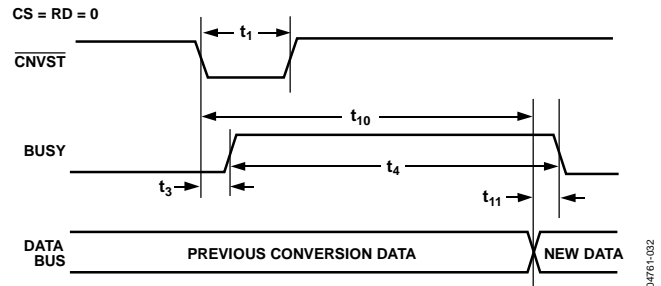 CS = RD = 0
t1
CNVST
t10
BUSY
t4
t3
t11
DATA
BUS
PREVIOUS CONVERSION DATA
NEW DATA
04761-032